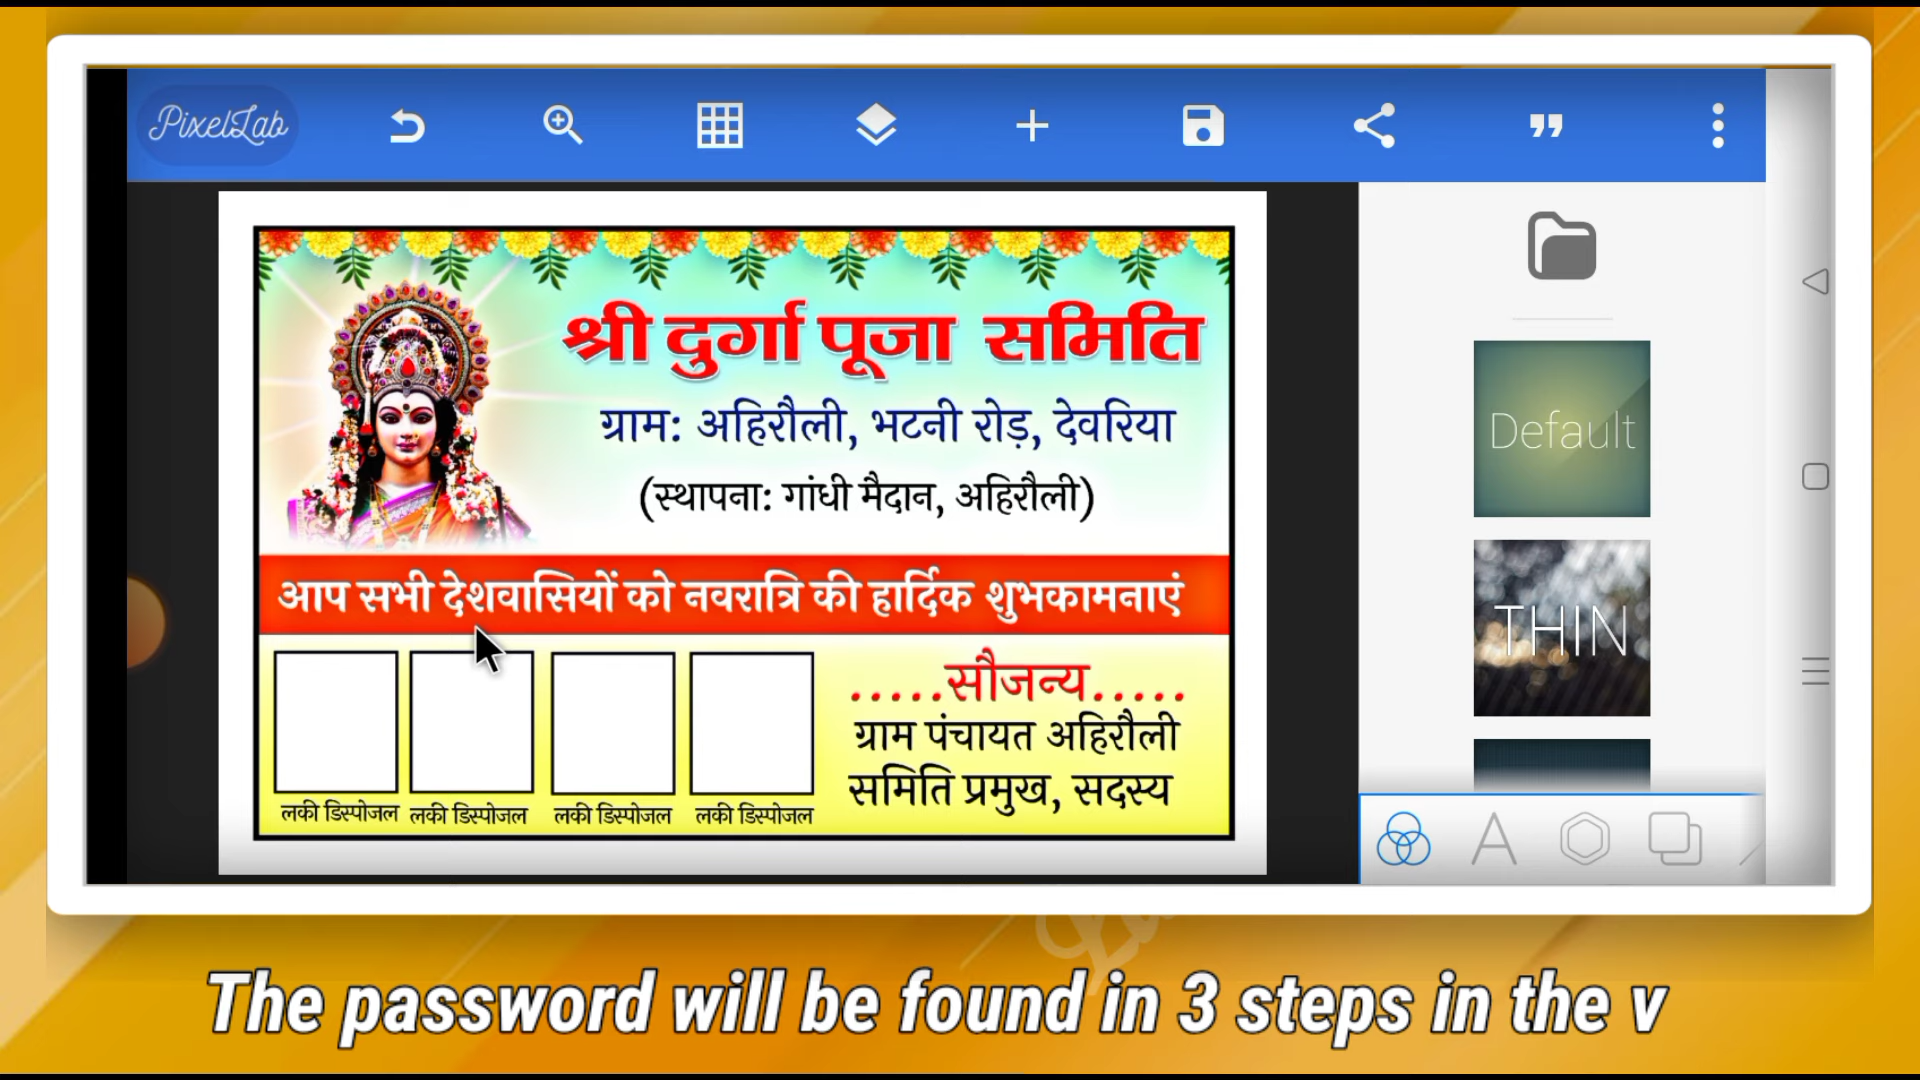 PixelLab
श्री दुर्गा पूजा समिति
ग्राम: अहिरौली, भटनी रोड़, देवरिया
(स्थापना: गांधी मैदान, अहिरौली)
आप सभी देशवासियों को नवरात्रि की हार्दिक शुभकामनाएं
.....सौजन्य.....
ग्राम पंचायत अहिरौली
समिति प्रमुख, सदस्य
लकी डिस्पोजल लकी डिस्पोजल लकी डिस्पोजल लकी डिस्पोजल
Default
THIN
A
The password will be found in 3 steps in the v